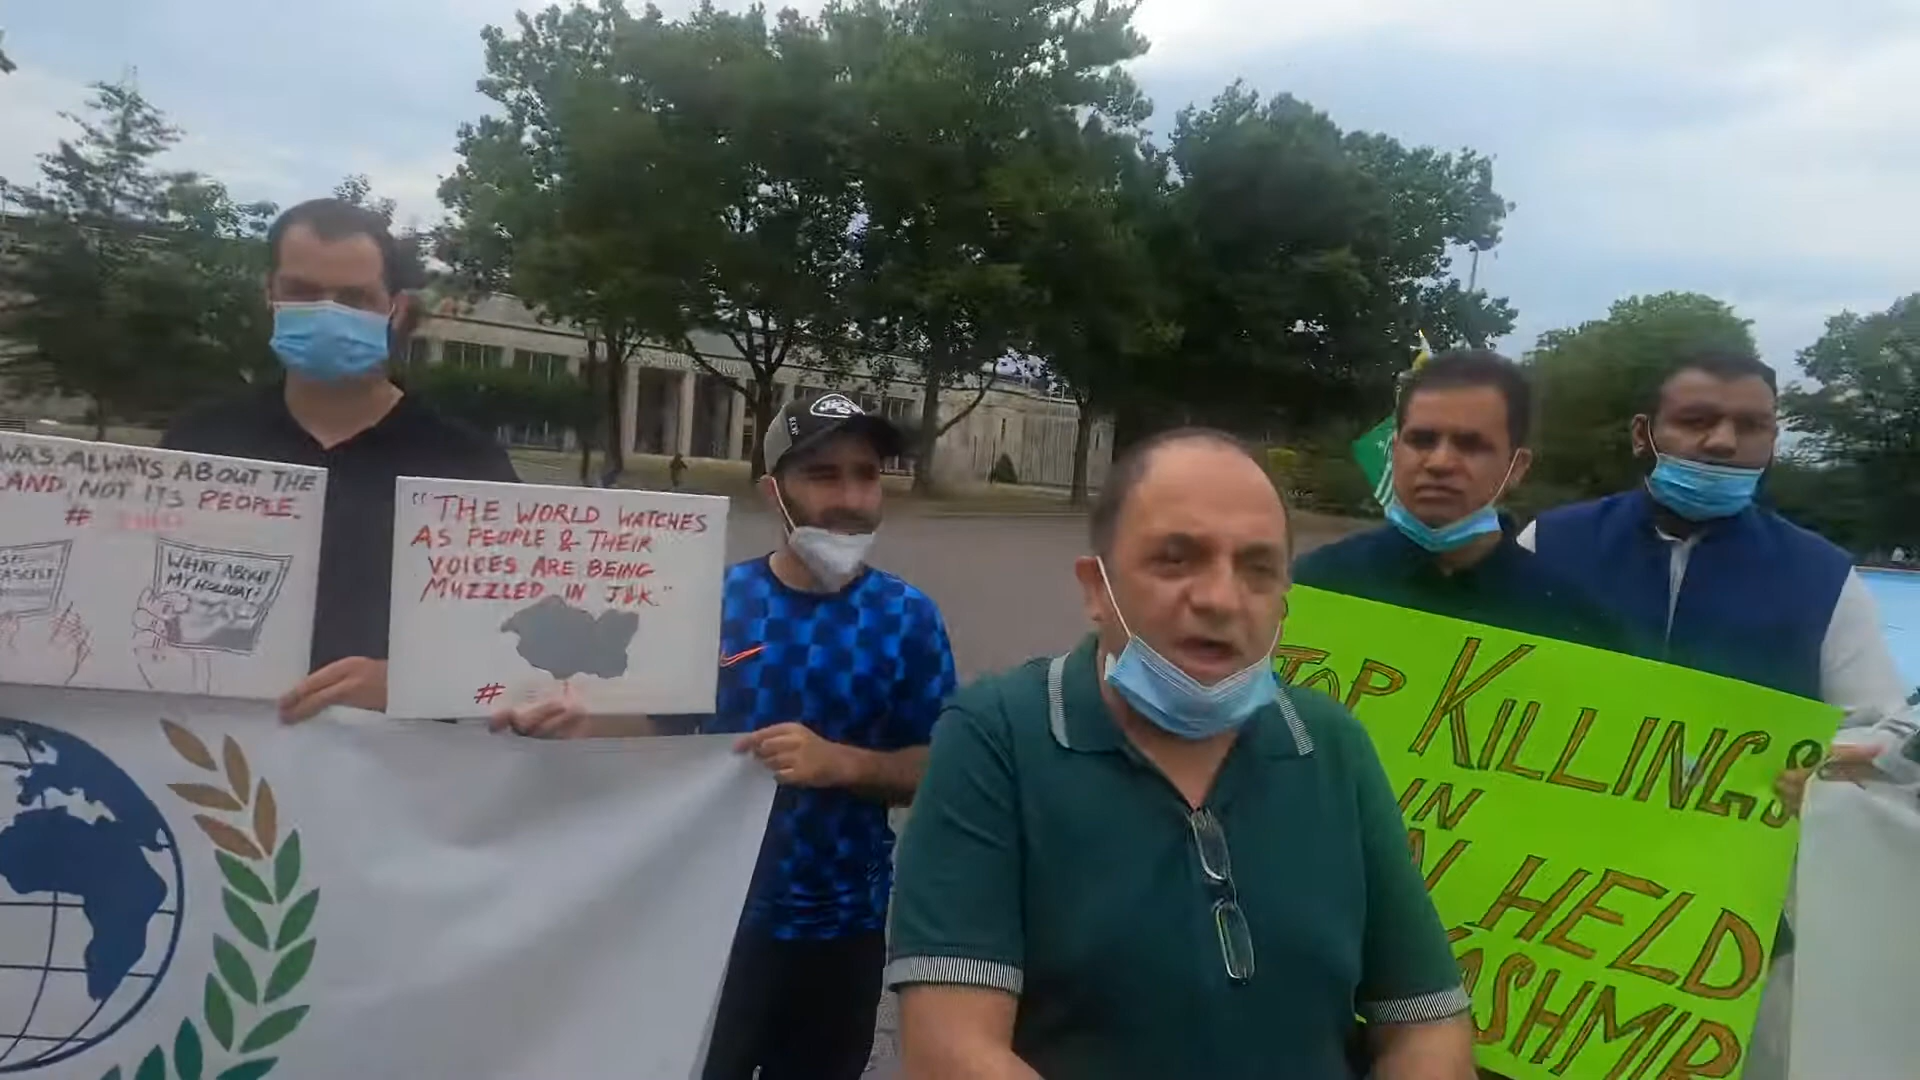 WAS ALWAYS ABOUT THE
LAND, NOT ITS PEOPLE.
#
WHAT ABOUT
MY HOLIDAY?
"THE WORLD WATCHES
AS PEOPLE & THEIR
VOICES ARE BEING
MUZZLED IN J&K."
#
KILLINGS
IN
HELD
KASHMIR